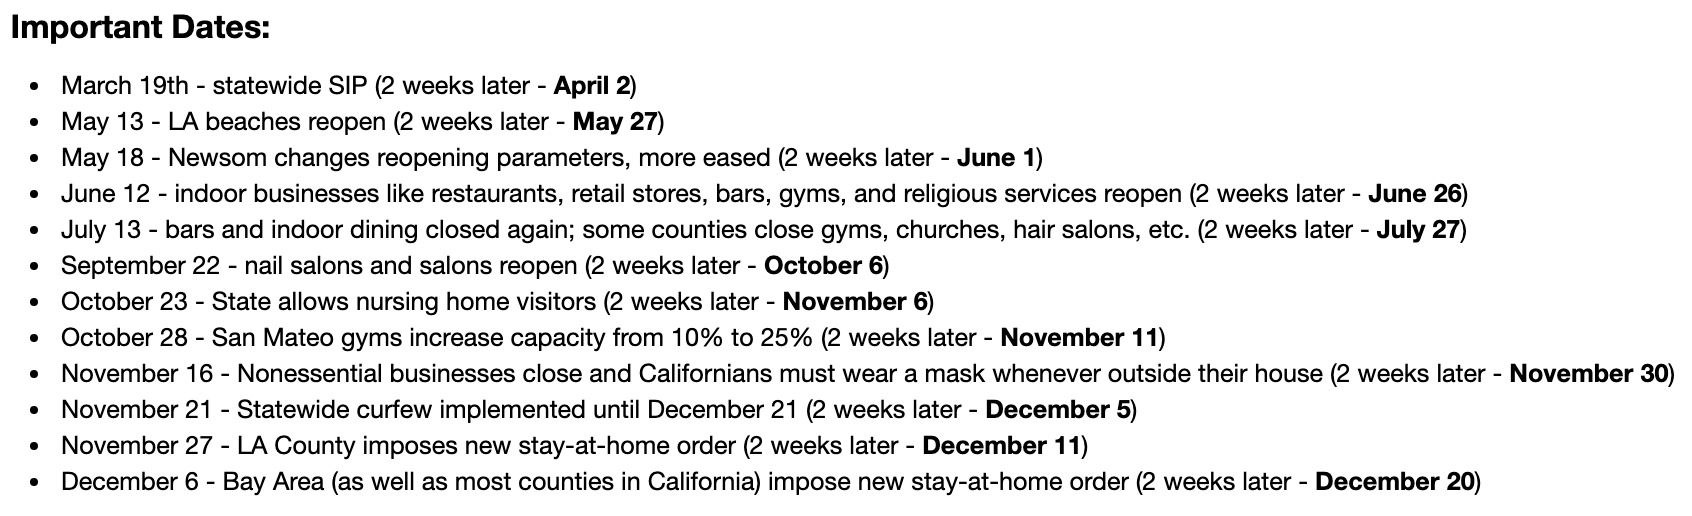 Important Dates:
• March 19th - statewide SIP (2 weeks later - April 2)
• May 13 - LA beaches reopen (2 weeks later - May 27)
• May 18 - Newsom changes reopening parameters, more eased (2 weeks later - June 1)
• June 12 - indoor businesses like restaurants, retail stores, bars, gyms, and religious services reopen (2 weeks later - June 26)
• July 13 - bars and indoor dining closed again; some counties close gyms, churches, hair salons, etc. (2 weeks later - July 27)
• September 22 - nail salons and salons reopen (2 weeks later - October 6)
• October 23 - State allows nursing home visitors (2 weeks later - November 6)
• October 28 - San Mateo gyms increase capacity from 10% to 25% (2 weeks later - November 11)
• November 16 - Nonessential businesses close and Californians must wear a mask whenever outside their house (2 weeks later - November 30)
• November 21 - Statewide curfew implemented until December 21 (2 weeks later - December 5)
• November 27 - LA County imposes new stay-at-home order (2 weeks later - December 11)
• December 6 - Bay Area (as well as most counties in California) impose new stay-at-home order (2 weeks later - December 20)